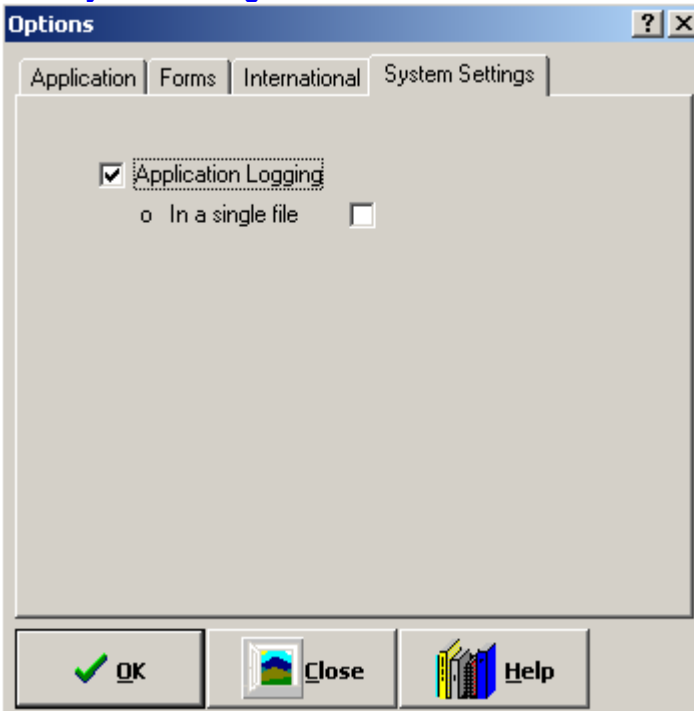 Options
Application Forms International System Settings
Application Logging
o In a single file
OK Close Help